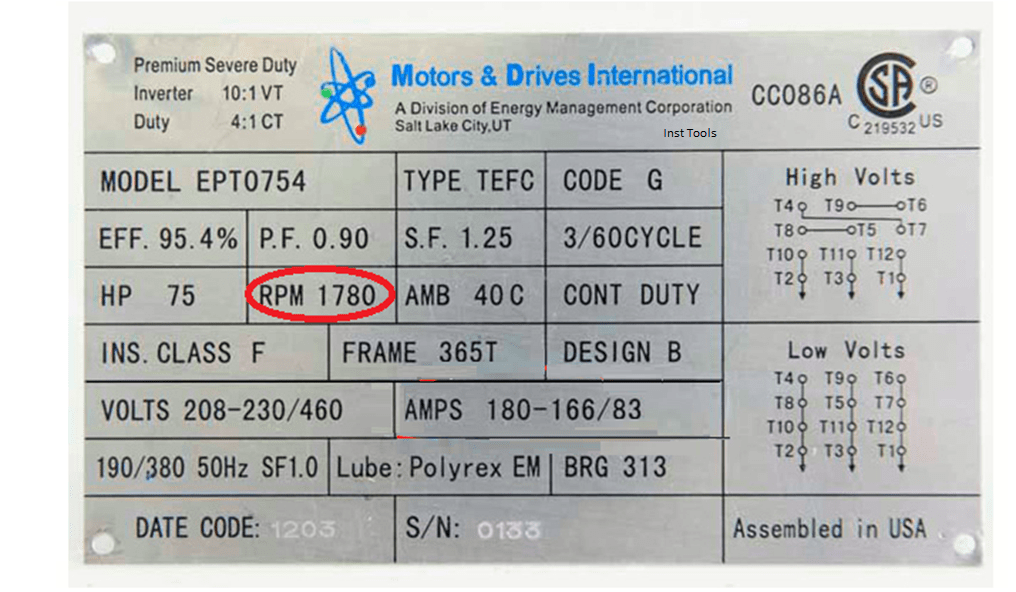 Premium Severe Duty
Inverter 10:1 VT
Duty 4:1 CT
Motors & Drives International
A Division of Energy Management Corporation
Salt Lake City,UT
Inst Tools
CC086A
SA ®
C 219532 US
MODEL EPT0754 TYPE TEFC CODE G
EFF. 95.4% P.F. 0.90 S.F. 1.25 3/60CYCLE
HP 75 RPM 1780 AMB 40C CONT DUTY
INS. CLASS F FRAME 365T DESIGN B
VOLTS 208-230/460 AMPS 180-166/83
190/380 50Hz SF1.0 Lube: Polyrex EM BRG 313
DATE CODE: 1203 S/N: 0133
High Volts
T4 T9 T6
T8 T5 T7
T10 T11 T12
T2 T3 T1
Low Volts
T4 T9 T6
T8 T5 T7
T10 T11 T12
T2 T3 T1
Assembled in USA